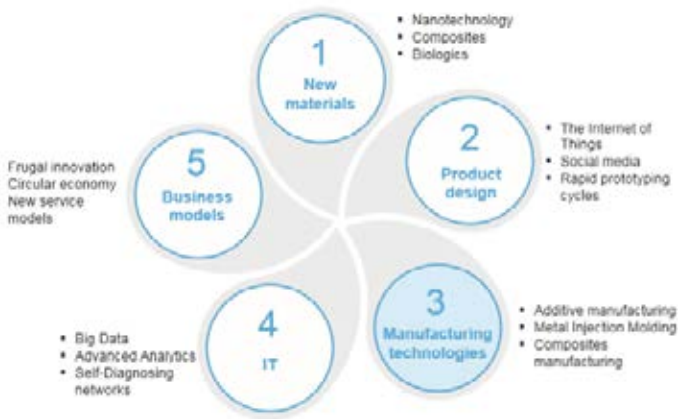 1
New
materials
• Nanotechnology
• Composites
• Biologics
2
Product
design
• The Internet of
Things
• Social media
• Rapid prototyping
cycles
3
Manufacturing
technologies
• Additive manufacturing
• Metal Injection Molding
• Composites
manufacturing
4
IT
• Big Data
• Advanced Analytics
• Self-Diagnosing
networks
5
Business
models
Frugal innovation
Circular economy
New service
models